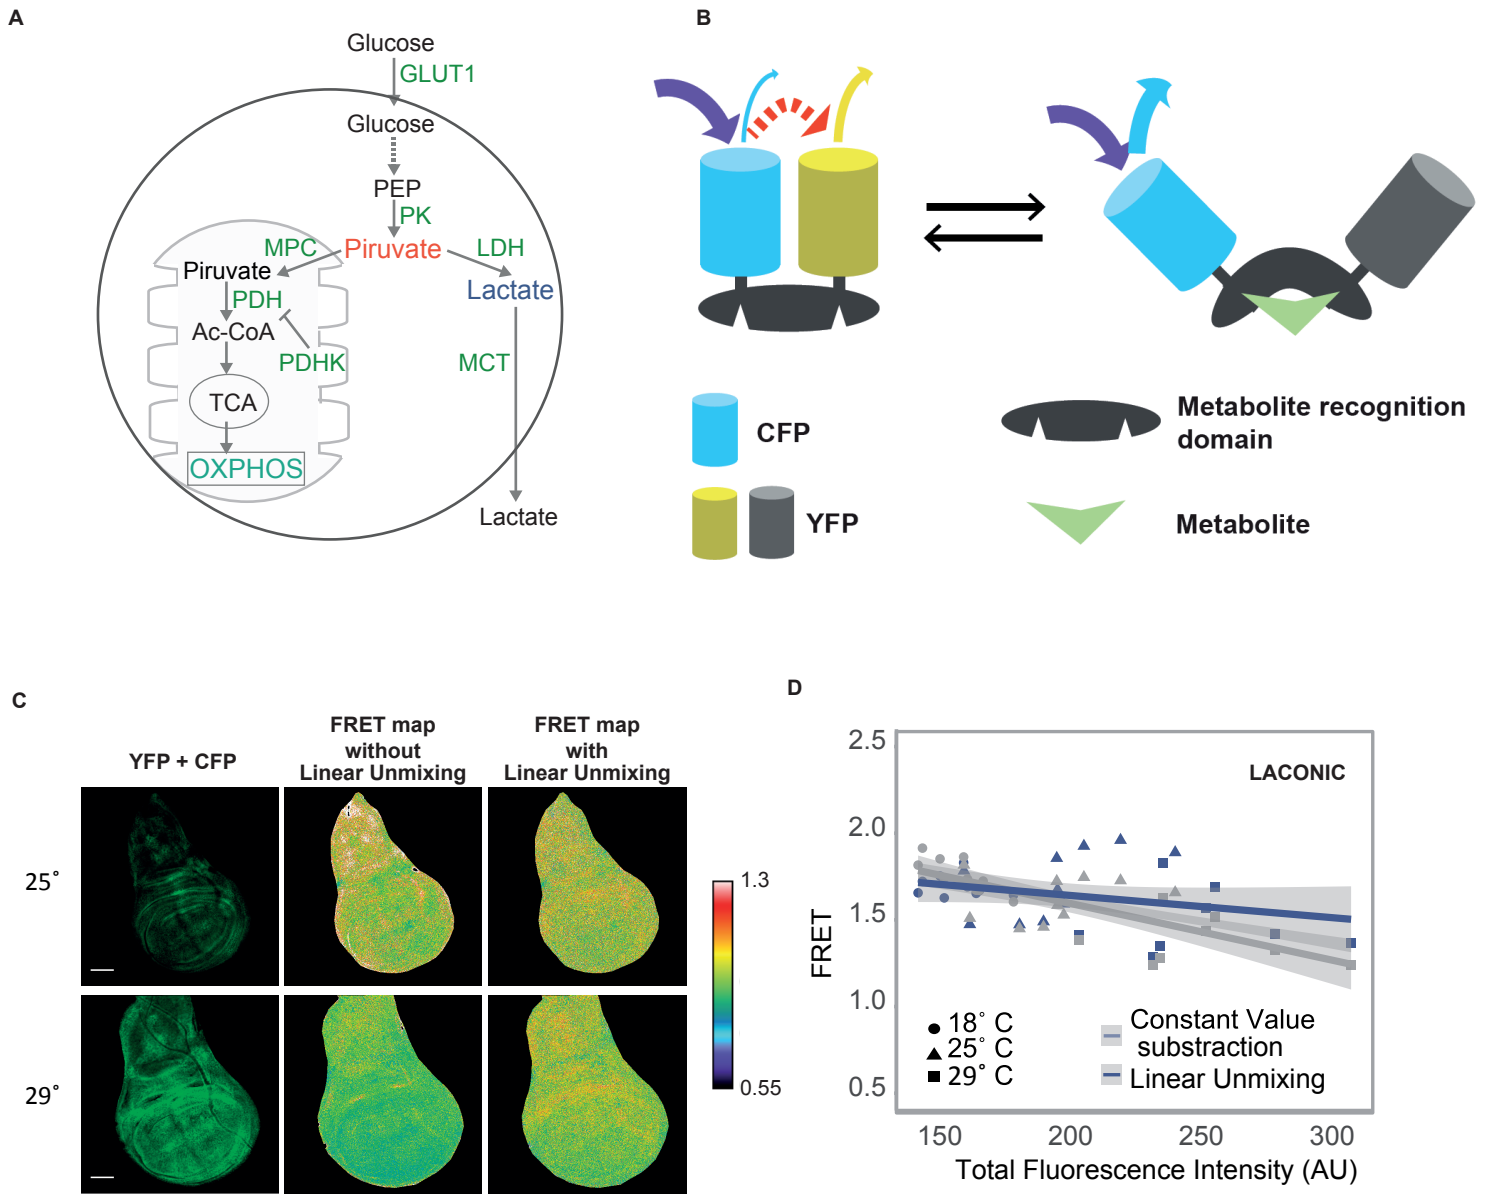 A
Glucose
GLUT1
Glucose
PEP
PK
MPC
Piruvate
LDH
Piruvate
Lactate
PDH
Ac-CoA
PDHK
MCT
TCA
OXPHOS
Lactate
B
CFP
YFP
Metabolite recognition
domain
Metabolite
C
YFP + CFP
FRET map
without
Linear Unmixing
FRET map
with
Linear Unmixing
25˚
29˚
1.3
0.55
D
LACONIC
FRET
2.5
2.0
1.5
1.0
0.5
18˚ C
25˚ C
29˚ C
Constant Value
substraction
Linear Unmixing
150 200 250 300
Total Fluorescence Intensity (AU)